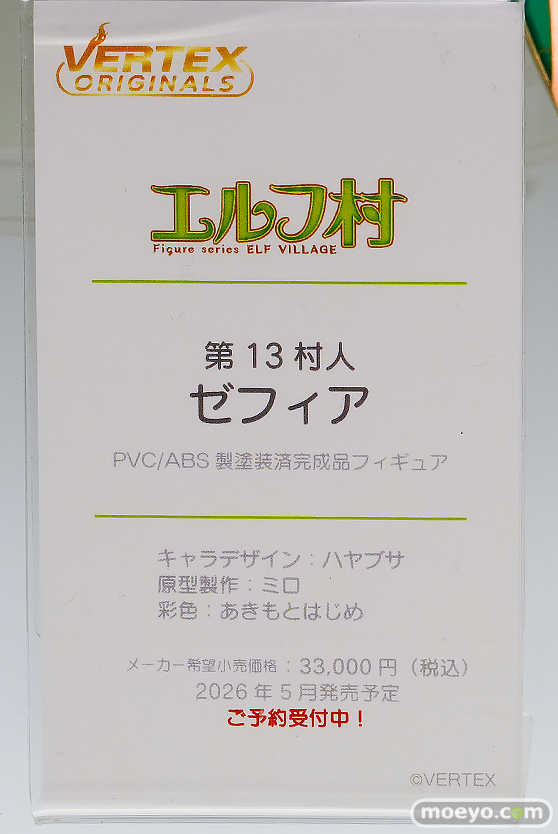 VERTEX
ORIGINALS
エルフ村
Figure series ELF VILLAGE
第13村人
ゼフィア
PVC/ABS製塗装済完成品フィギュア
キャラデザイン：ハヤブサ
原型製作：ミロ
彩色：あきもとはじめ
メーカー希望小売価格：33,000円（税込）
2026年5月発売予定
ご予約受付中！
©VERTEX
moeyo.com